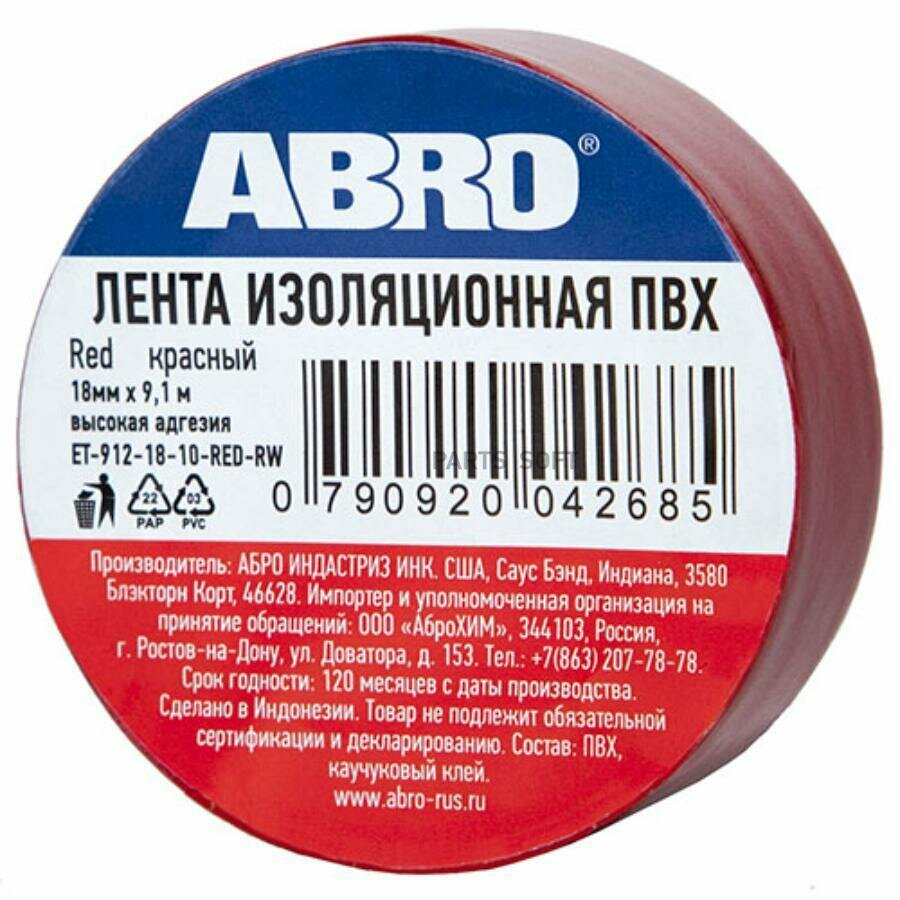 ABRO®
ЛЕНТА ИЗОЛЯЦИОННАЯ ПВХ
Red красный
18мм х 9,1 м
высокая адгезия
ET-912-18-10-RED-RW
PARTS SOFT
0 790920 042685
22
PAP
03
PVC
Производитель: АБРО ИНДАСТРИЗ ИНК. США, Саус Бэнд, Индиана, 3580
Блэкторн Корт, 46628. Импортер и уполномоченная организация на
принятие обращений: ООО «АброХИМ», 344103, Россия,
г. Ростов-на-Дону, ул. Доватора, д. 153. Тел.: +7(863) 207-78-78.
Срок годности: 120 месяцев с даты производства.
Сделано в Индонезии. Товар не подлежит обязательной
сертификации и декларированию. Состав: ПВХ,
каучуковый клей.
www.abro-rus.ru